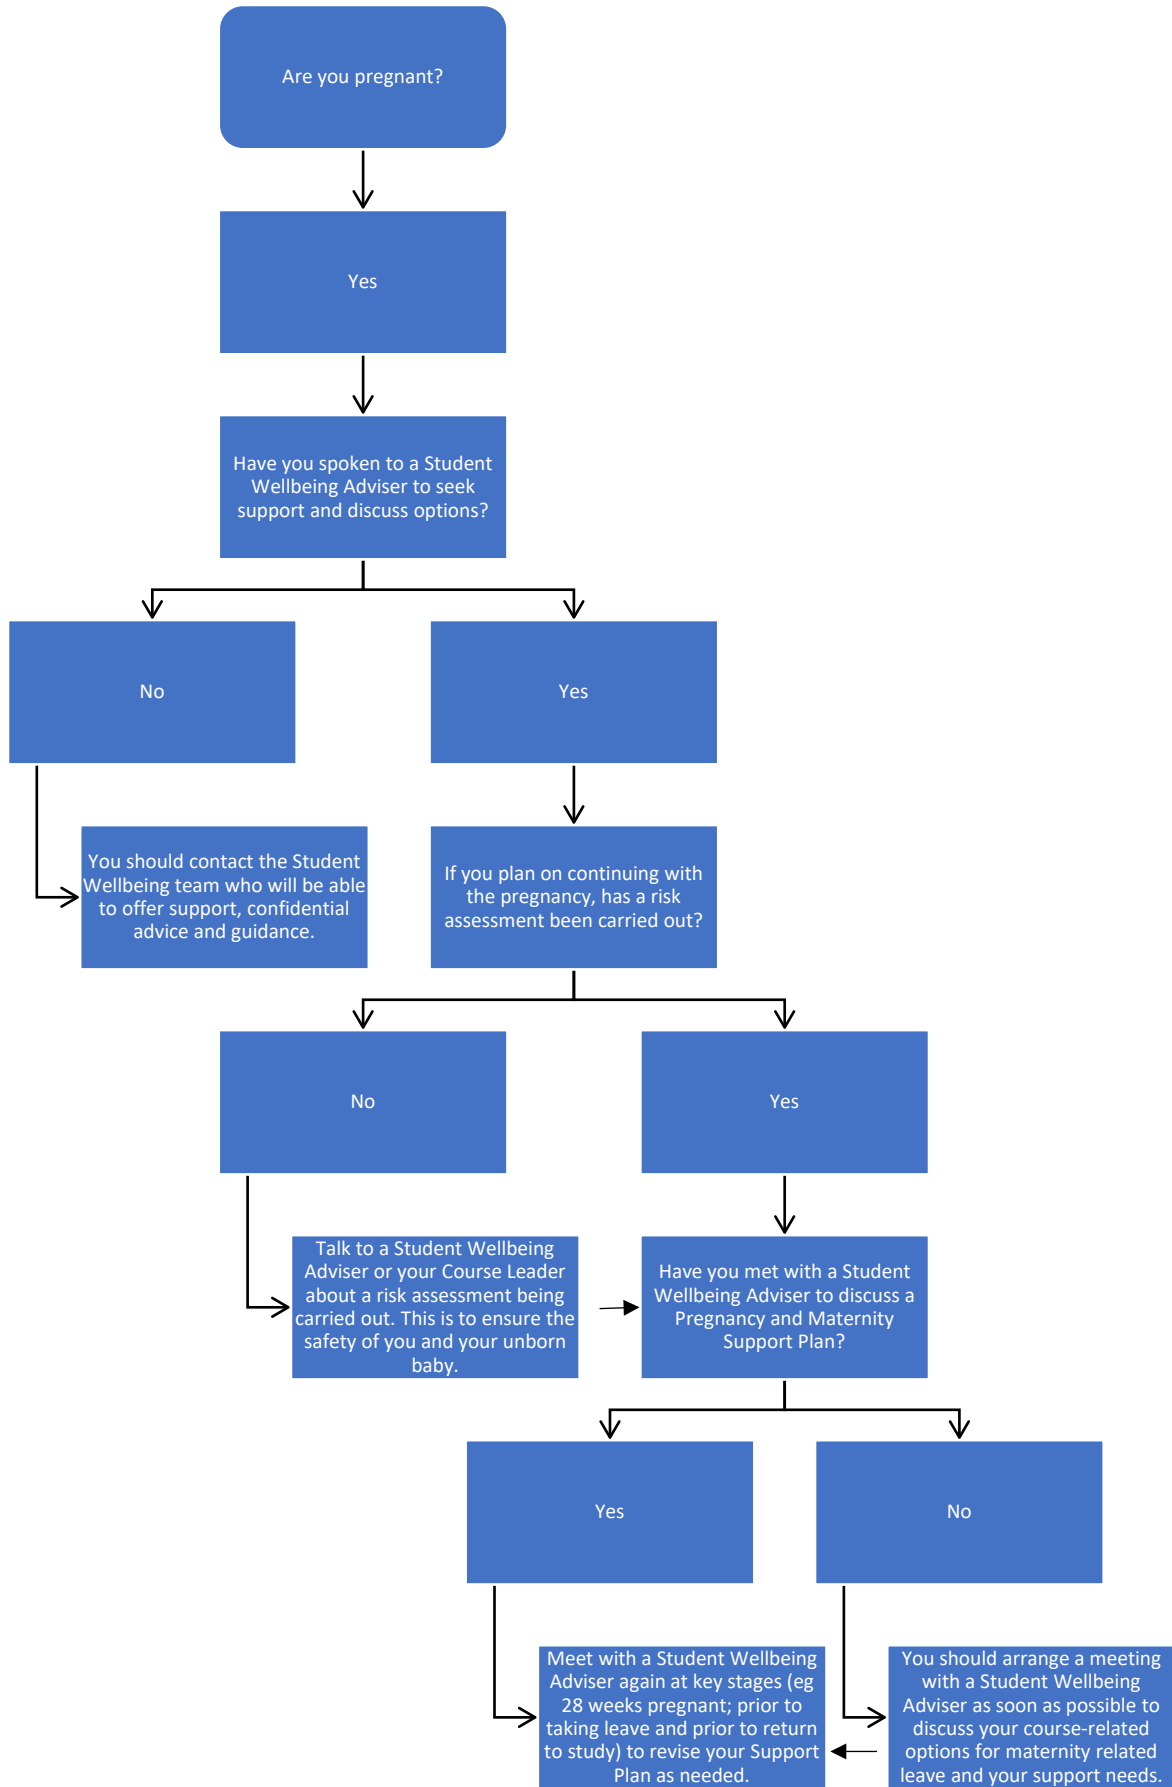 Are you pregnant?
Yes
Have you spoken to a Student
Wellbeing Adviser to seek
support and discuss options?
No
Yes
You should contact the Student
Wellbeing team who will be able
to offer support, confidential
advice and guidance.
If you plan on continuing with
the pregnancy, has a risk
assessment been carried out?
No
Yes
Talk to a Student Wellbeing
Adviser or your Course Leader
about a risk assessment being
carried out. This is to ensure the
safety of you and your unborn
baby.
Have you met with a Student
Wellbeing Adviser to discuss a
Pregnancy and Maternity
Support Plan?
Yes
No
Meet with a Student Wellbeing
Adviser again at key stages (eg
28 weeks pregnant; prior to
taking leave and prior to return
to study) to revise your Support
Plan as needed.
You should arrange a meeting
with a Student Wellbeing
Adviser as soon as possible to
discuss your course-related
options for maternity related
leave and your support needs.